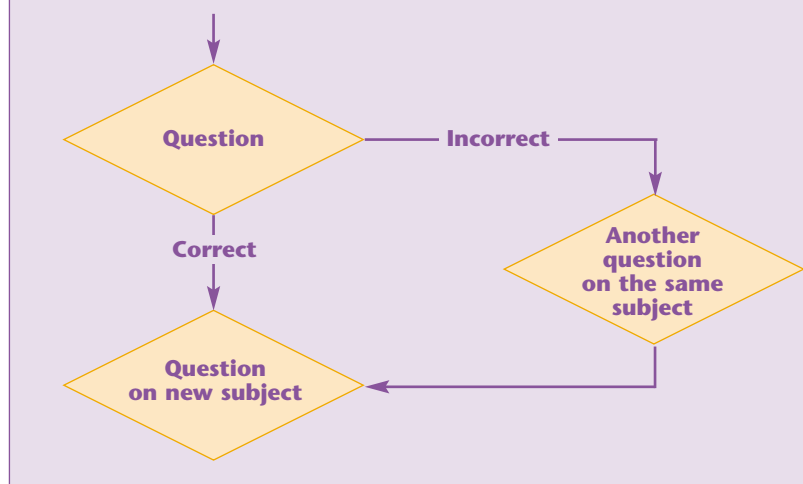 Question
Incorrect
Correct
Another
question
on the same
subject
Question
on new subject